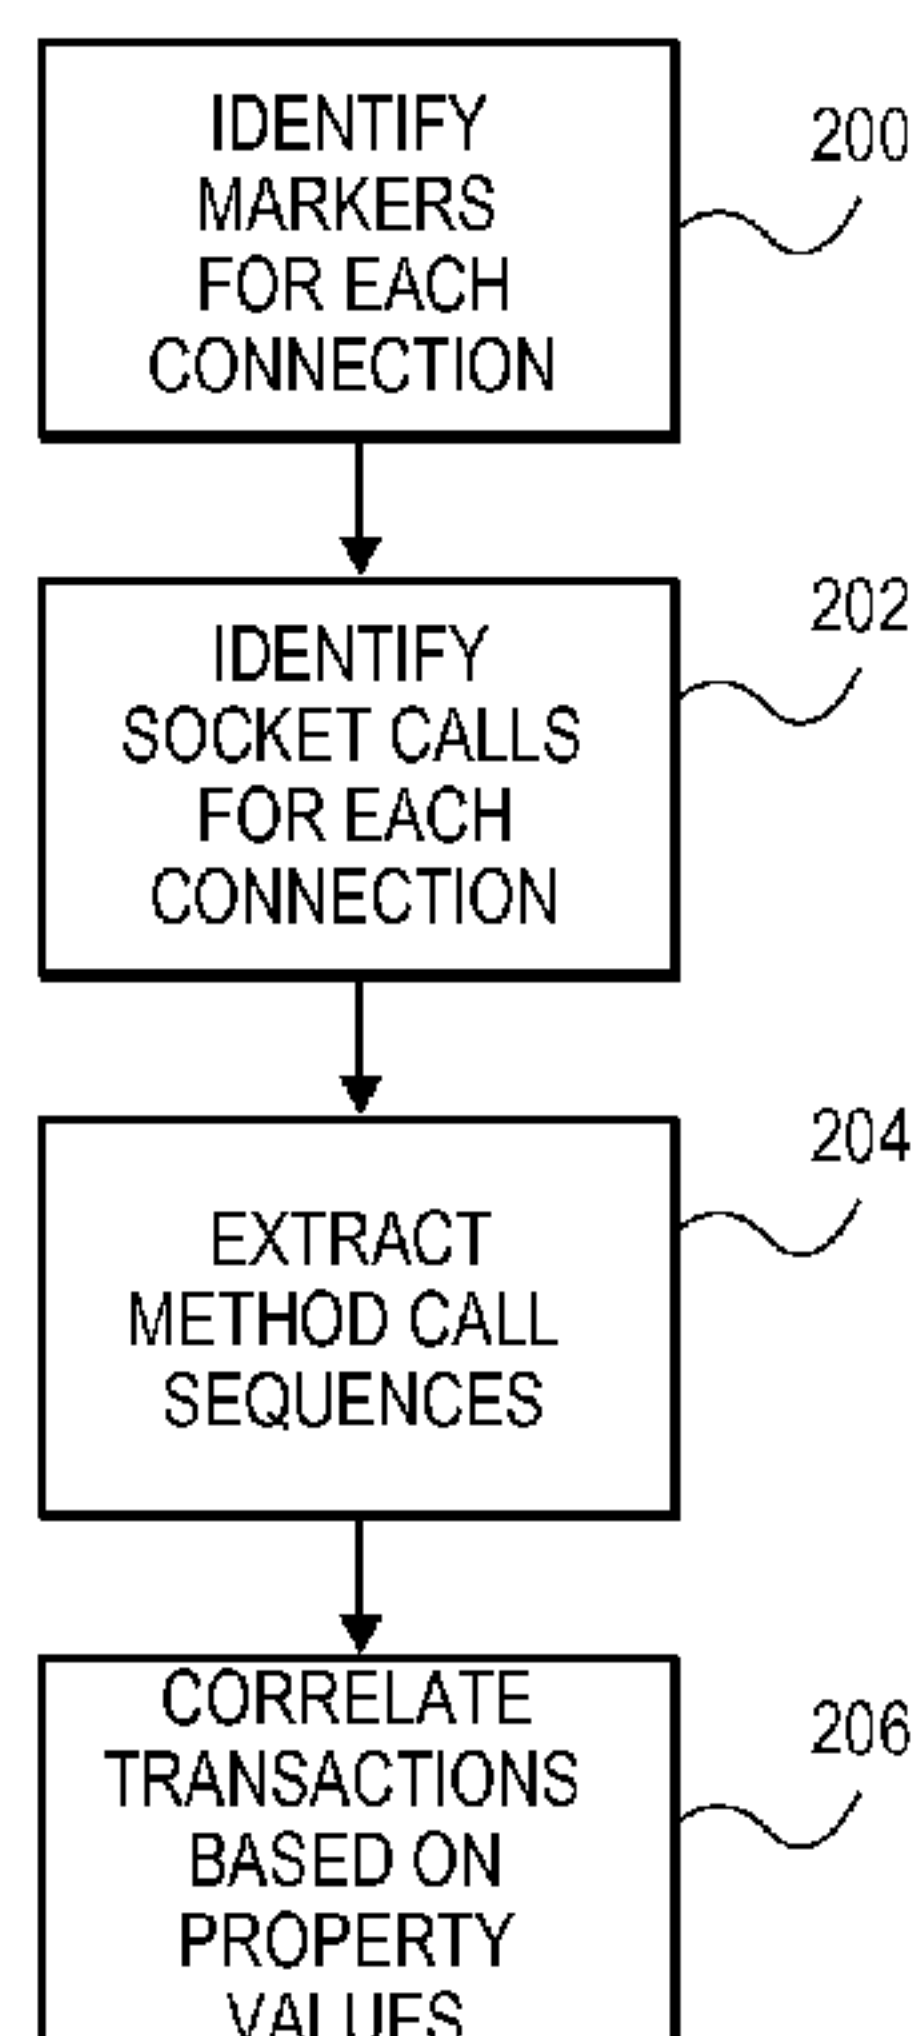 IDENTIFY
MARKERS
FOR EACH
CONNECTION
200
IDENTIFY
SOCKET CALLS
FOR EACH
CONNECTION
202
EXTRACT
METHOD CALL
SEQUENCES
204
CORRELATE
TRANSACTIONS
BASED ON
PROPERTY
VALUES
206